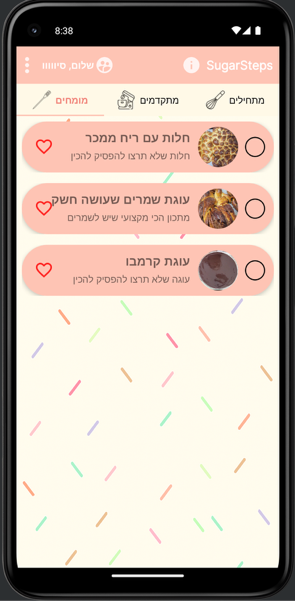 8:38
SugarSteps
שלום, סיווווו
מתחילים
מתקדמים
מומחים
חלות עם ריח ממכר
חלות שלא תרצו להפסיק להכין
עוגת שמרים שעושה חשק
מתכון הכי מקצועי שיש לשמרים
עוגת קרמבו
עוגה שלא תרצו להפסיק להכין